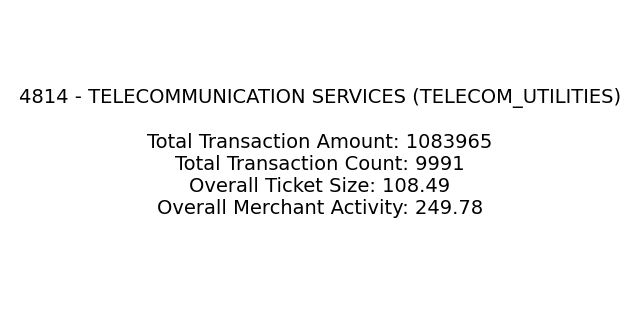 4814 - TELECOMMUNICATION SERVICES (TELECOM_UTILITIES)
Total Transaction Amount: 1083965
Total Transaction Count: 9991
Overall Ticket Size: 108.49
Overall Merchant Activity: 249.78